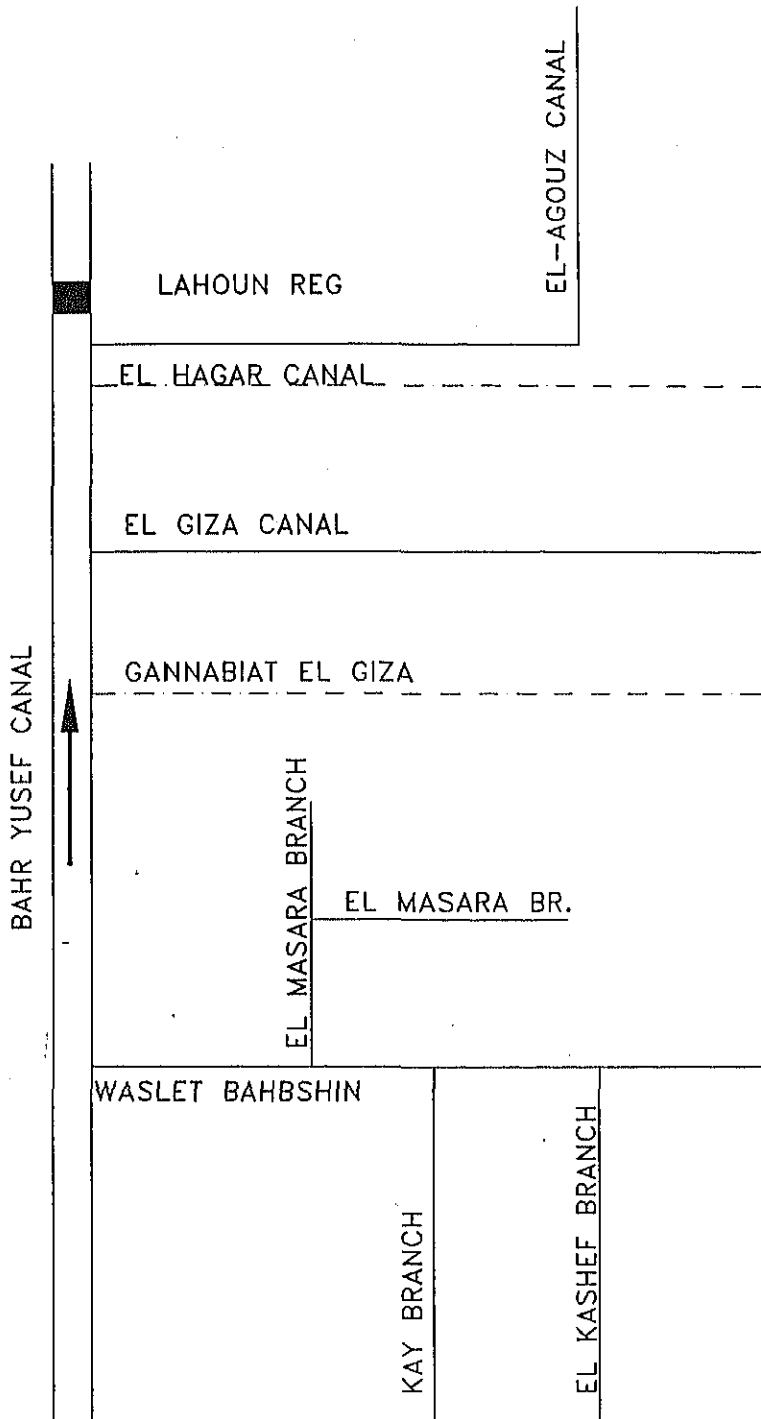 EL-AGOUZ CANAL
LAHOUN REG
EL HAGAR CANAL
EL GIZA CANAL
GANNABIAT EL GIZA
BAHR YUSEF CANAL
EL MASARA BRANCH
EL MASARA BR.
WASLET BAHBSHIN
KAY BRANCH
EL KASHEF BRANCH